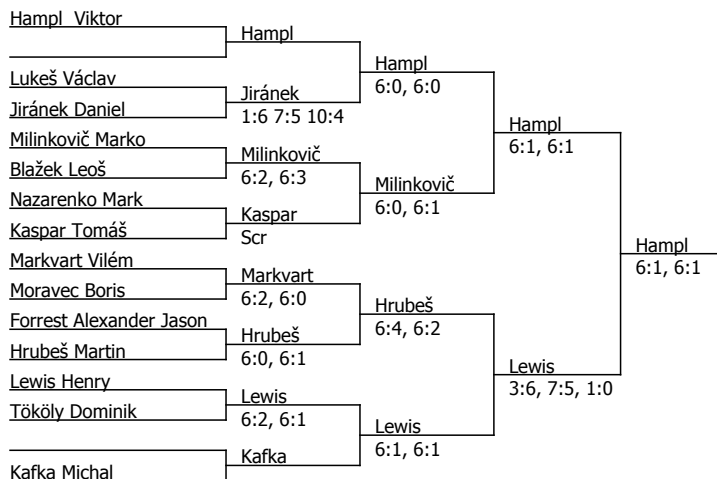 Hampl  Viktor
Lukeš Václav
Jiránek Daniel
Milinkovič Marko
Blažek Leoš
Nazarenko Mark
Kaspar Tomáš
Markvart Vilém
Moravec Boris
Forrest Alexander Jason
Hrubeš Martin
Lewis Henry
Tököly Dominik
Kafka Michal
Hampl
Jiránek
1:6 7:5 10:4
Milinkovič
6:2, 6:3
Kaspar
Scr
Markvart
6:2, 6:0
Hrubeš
6:0, 6:1
Lewis
6:2, 6:1
Kafka
Hampl
6:0, 6:0
Milinkovič
6:0, 6:1
Hrubeš
6:4, 6:2
Lewis
6:1, 6:1
Hampl
6:1, 6:1
Lewis
3:6, 7:5, 1:0
Hampl
6:1, 6:1